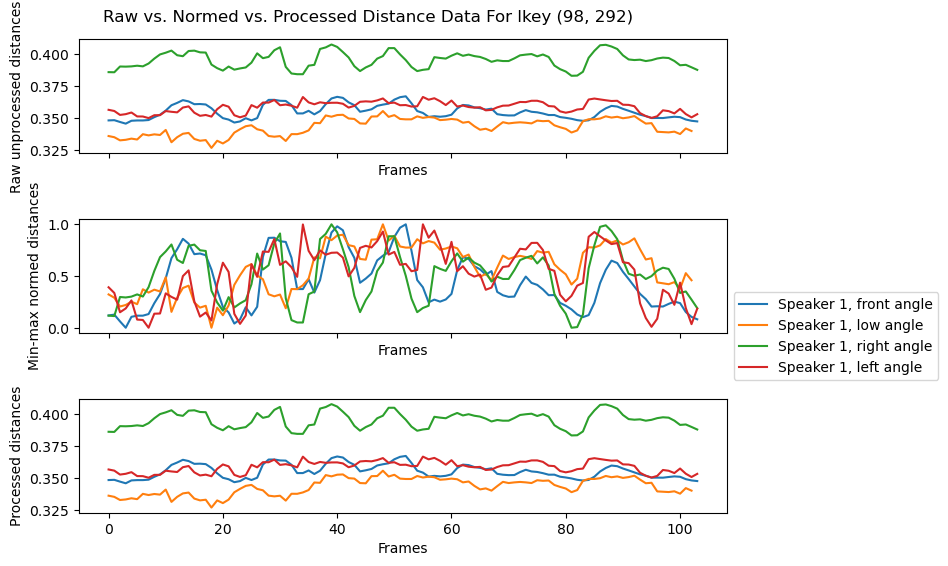 Raw vs. Normed vs. Processed Distance Data For lkey (98, 292)
Raw unprocessed distances
0.400
0.375
0.350
0.325
Frames
Min-max normed distances
1.0
0.5
0.0
Frames
Speaker 1, front angle
Speaker 1, low angle
Speaker 1, right angle
Speaker 1, left angle
Processed distances
0.400
0.375
0.350
0.325
0 20 40 60 80 100
Frames